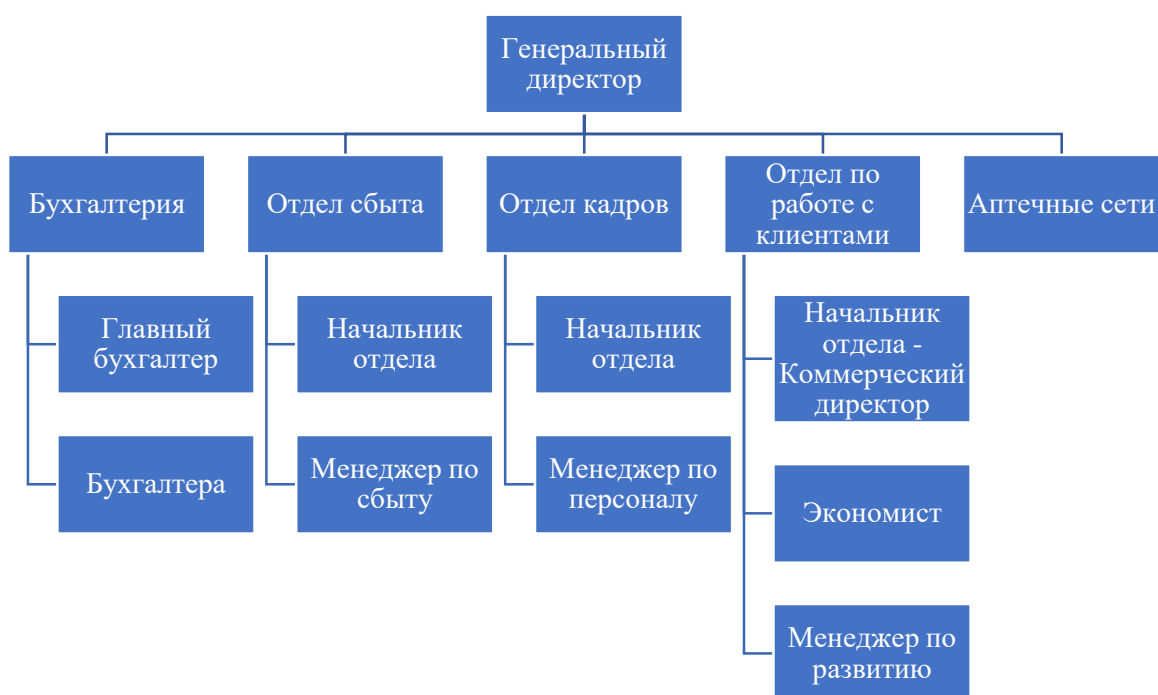 Генеральный
директор
Бухгалтерия
Отдел сбыта
Отдел кадров
Отдел по
работе с
клиентами
Аптечные сети
Главный
бухгалтер
Бухгалтера
Начальник
отдела
Менеджер по
сбыту
Начальник
отдела
Менеджер по
персоналу
Начальник
отдела -
Коммерческий
директор
Экономист
Менеджер по
развитию